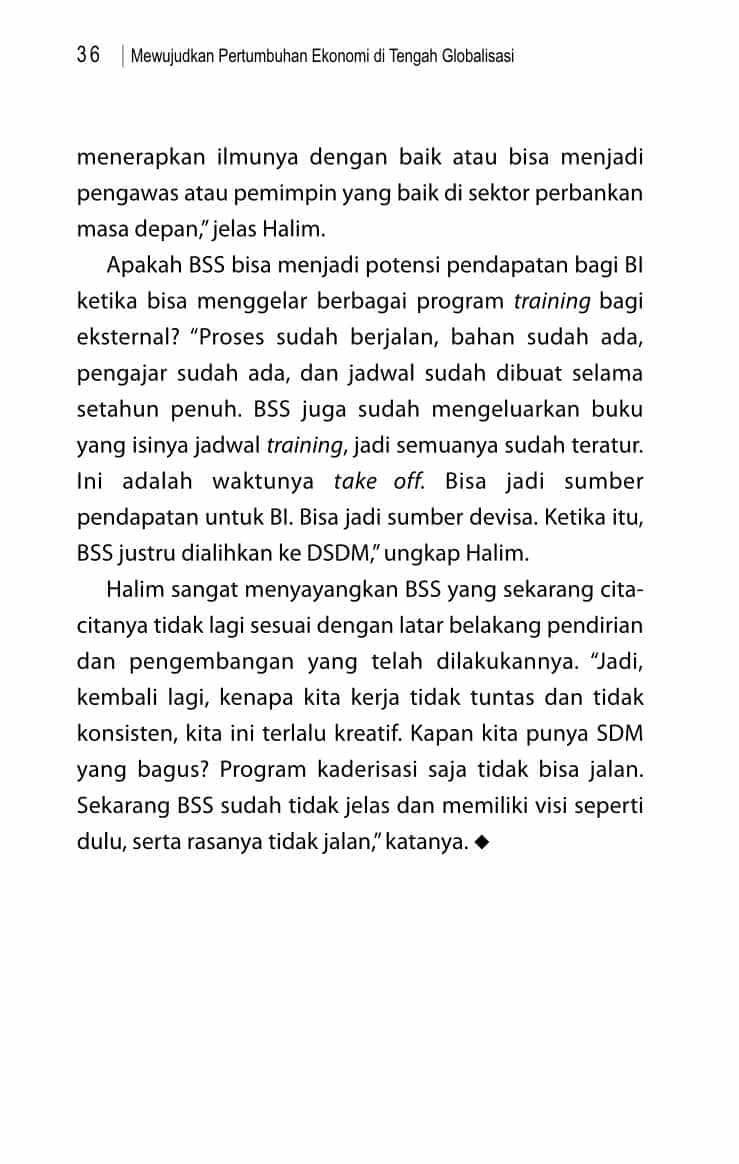 36 | Mewujudkan Pertumbuhan Ekonomi di Tengah Globalisasi
menerapkan ilmunya dengan baik atau bisa menjadi
pengawas atau pemimpin yang baik di sektor perbankan
masa depan,” jelas Halim.
Apakah BSS bisa menjadi potensi pendapatan bagi BI
ketika bisa menggelar berbagai program training bagi
eksternal? “Proses sudah berjalan, bahan sudah ada,
pengajar sudah ada, dan jadwal sudah dibuat selama
setahun penuh. BSS juga sudah mengeluarkan buku
yang isinya jadwal training, jadi semuanya sudah teratur.
Ini adalah waktunya take off. Bisa jadi sumber
pendapatan untuk BI. Bisa jadi sumber devisa. Ketika itu,
BSS justru dialihkan ke DSDM,” ungkap Halim.
Halim sangat menyayangkan BSS yang sekarang cita-
citanya tidak lagi sesuai dengan latar belakang pendirian
dan pengembangan yang telah dilakukannya. “Jadi,
kembali lagi, kenapa kita kerja tidak tuntas dan tidak
konsisten, kita ini terlalu kreatif. Kapan kita punya SDM
yang bagus? Program kaderisasi saja tidak bisa jalan.
Sekarang BSS sudah tidak jelas dan memiliki visi seperti
dulu, serta rasanya tidak jalan,” katanya. ◆